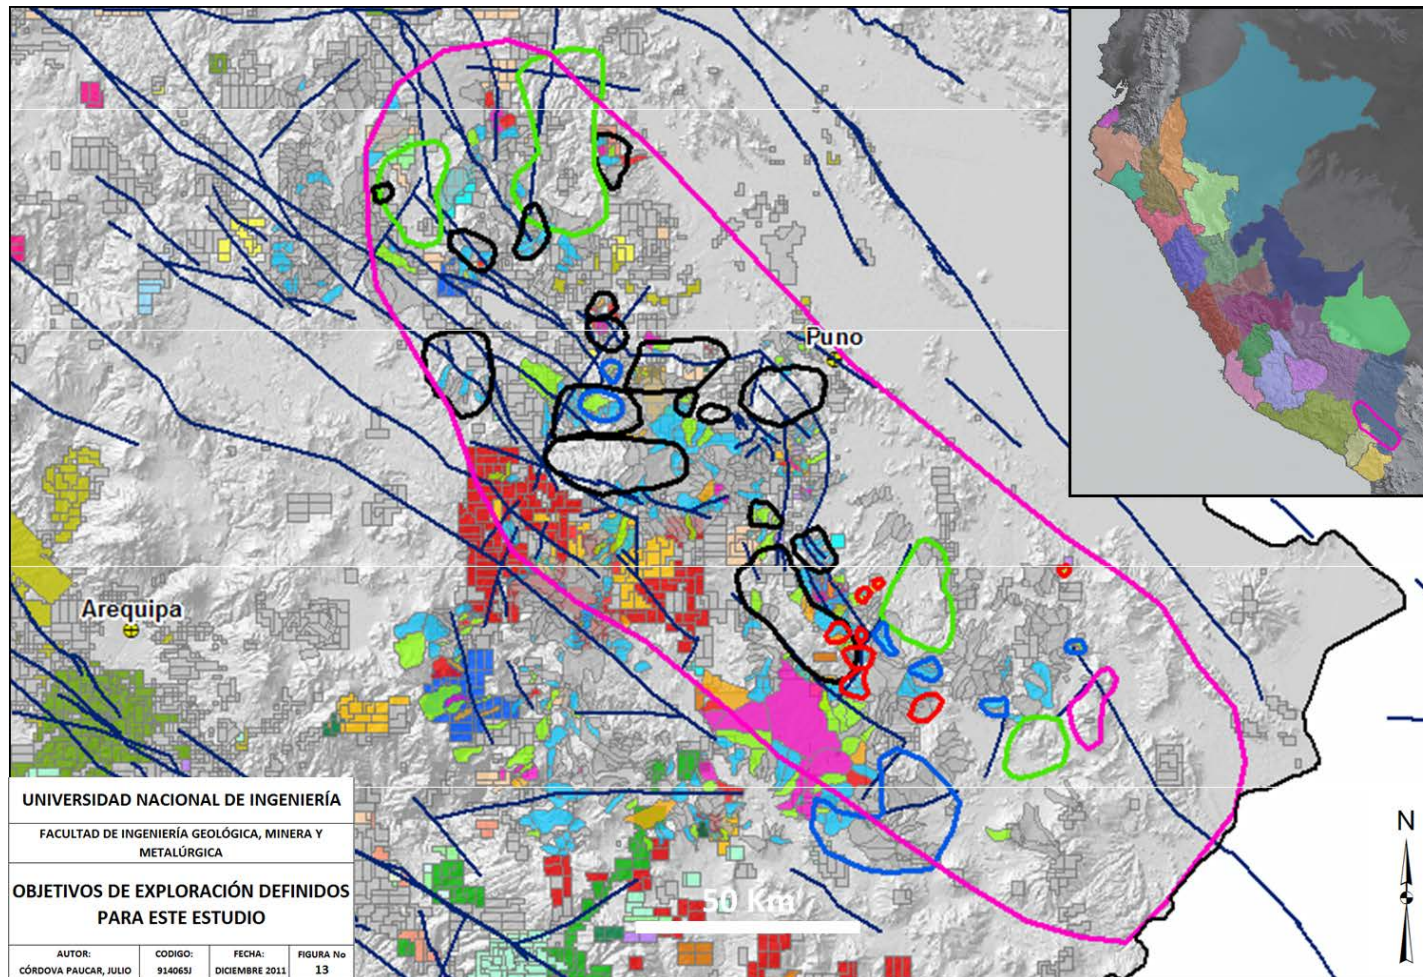 Puno
Arequipa
UNIVERSIDAD NACIONAL DE INGENIERÍA
FACULTAD DE INGENIERÍA GEOLÓGICA, MINERA Y
METALÚRGICA
OBJETIVOS DE EXPLORACIÓN DEFINIDOS
PARA ESTE ESTUDIO
AUTOR: CODIGO: FECHA: FIGURA No
CÓRDOVA PAUCAR, JULIO 914065J DICIEMBRE 2011 13
50 Km
N